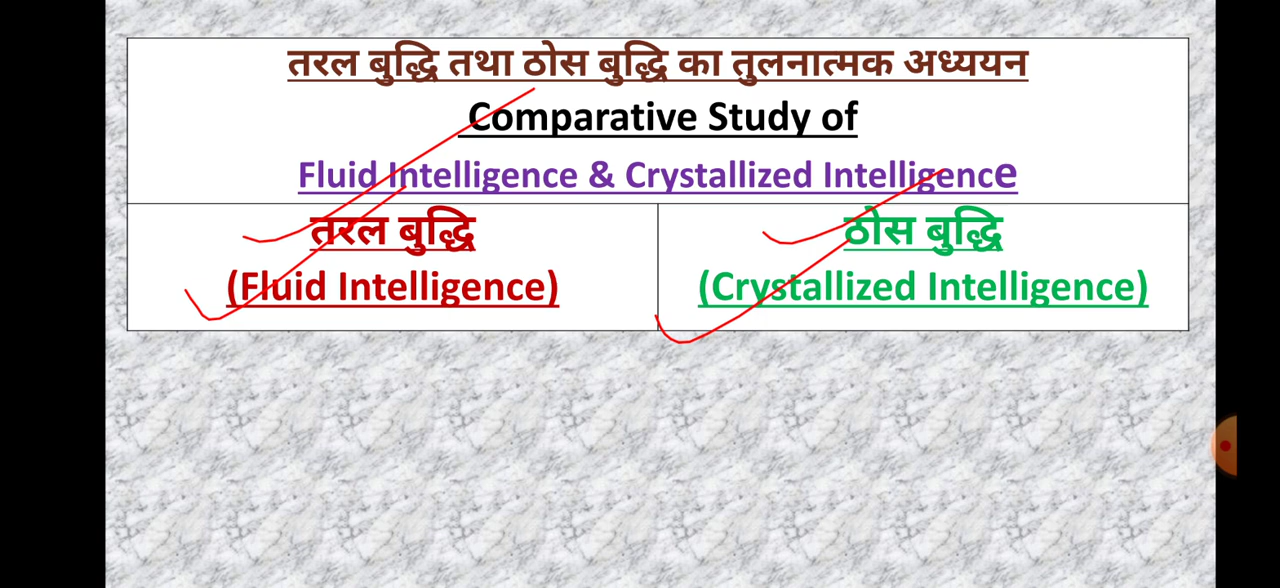 तरल बुद्धि तथा ठोस बुद्धि का तुलनात्मक अध्ययन
Comparative Study of
Fluid Intelligence & Crystallized Intelligence
तरल बुद्धि
(Fluid Intelligence)
ठोस बुद्धि
(Crystallized Intelligence)